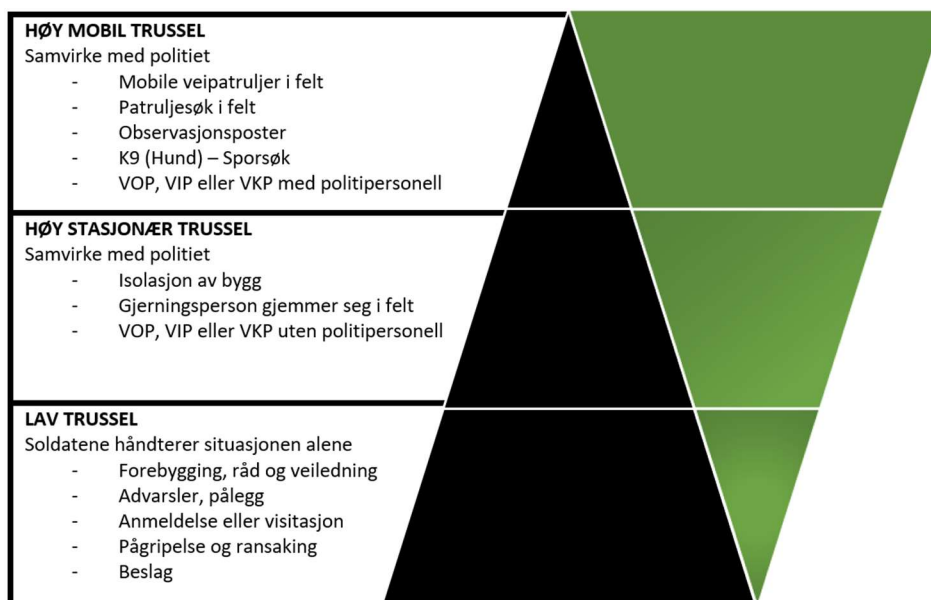 HØY MOBIL TRUSSEL
Samvirke med politiet
- Mobile veipatruljer i felt
- Patruljesøk i felt
- Observasjonsposter
- K9 (Hund) – Sporsøk
- VOP, VIP eller VKP med politipersonell
HØY STASJONÆR TRUSSEL
Samvirke med politiet
- Isolasjon av bygg
- Gjerningsperson gjemmer seg i felt
- VOP, VIP eller VKP uten politipersonell
LAV TRUSSEL
Soldatene håndterer situasjonen alene
- Forebygging, råd og veiledning
- Advarsler, pålegg
- Anmeldelse eller visitasjon
- Pågripelse og ransaking
- Beslag